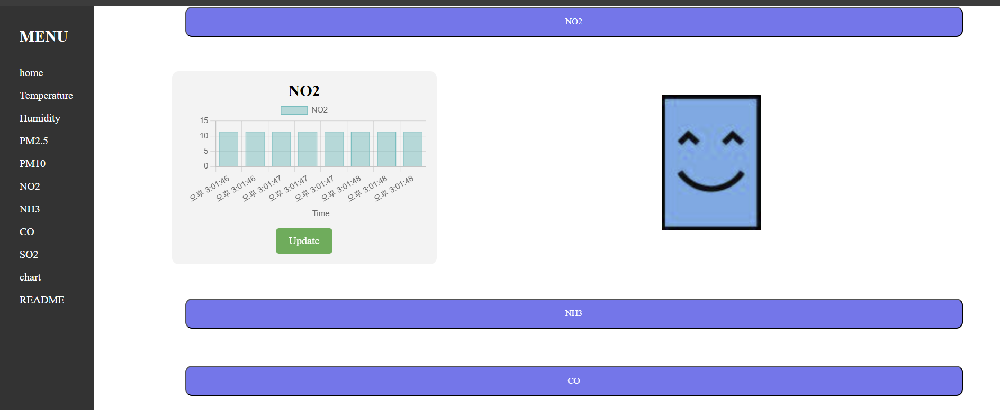 MENU
home
Temperature
Humidity
PM2.5
PM10
NO2
NH3
CO
SO2
chart
README
NO2
NO2
NO2
15
10
5
0
오후 3:01:46
오후 3:01:46
오후 3:01:47
오후 3:01:47
오후 3:01:47
오후 3:01:48
오후 3:01:48
오후 3:01:48
Time
Update
NH3
CO